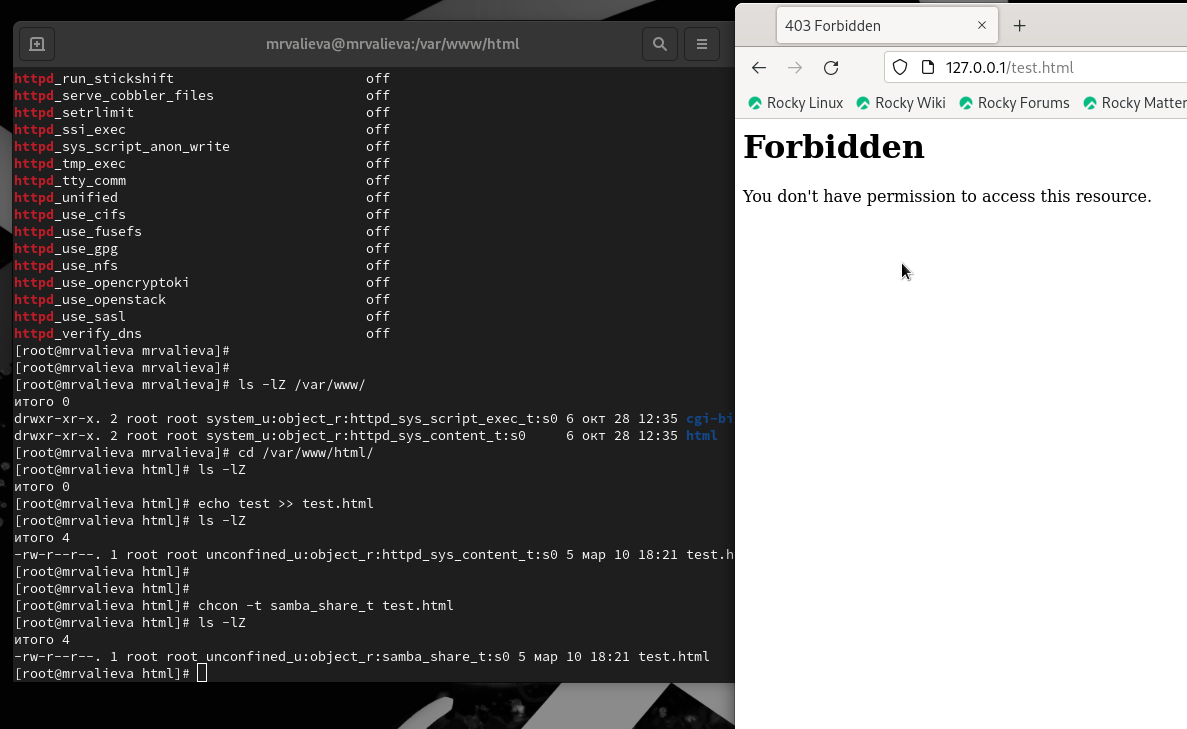 mrvalieva@mrvalieva:/var/www/html
httpd_run_stickshift off
httpd_serve_cobbler_files off
httpd_setrlimit off
httpd_ssi_exec off
httpd_sys_script_anon_write off
httpd_tmp_exec off
httpd_tty_comm off
httpd_unified off
httpd_use_cifs off
httpd_use_fusefs off
httpd_use_gpg off
httpd_use_nfs off
httpd_use_opencryptoki off
httpd_use_openstack off
httpd_use_sasl off
httpd_verify_dns off
[root@mrvalieva mrvalieva]#
[root@mrvalieva mrvalieva]#
[root@mrvalieva mrvalieva]# ls -lZ /var/www/
итого 0
drwxr-xr-x. 2 root root system_u:object_r:httpd_sys_script_exec_t:s0 6 окт 28 12:35 cgi-bi
drwxr-xr-x. 2 root root system_u:object_r:httpd_sys_content_t:s0 6 окт 28 12:35 html
[root@mrvalieva mrvalieva]# cd /var/www/html/
[root@mrvalieva html]# ls -lZ
итого 0
[root@mrvalieva html]# echo test >> test.html
[root@mrvalieva html]# ls -lZ
итого 4
-rw-r--r--. 1 root root unconfined_u:object_r:httpd_sys_content_t:s0 5 мар 10 18:21 test.h
[root@mrvalieva html]#
[root@mrvalieva html]#
[root@mrvalieva html]# chcon -t samba_share_t test.html
[root@mrvalieva html]# ls -lZ
итого 4
-rw-r--r--. 1 root root unconfined_u:object_r:samba_share_t:s0 5 мар 10 18:21 test.html
[root@mrvalieva html]#
403 Forbidden
127.0.0.1/test.html
Rocky Linux Rocky Wiki Rocky Forums Rocky Matter
Forbidden
You don't have permission to access this resource.